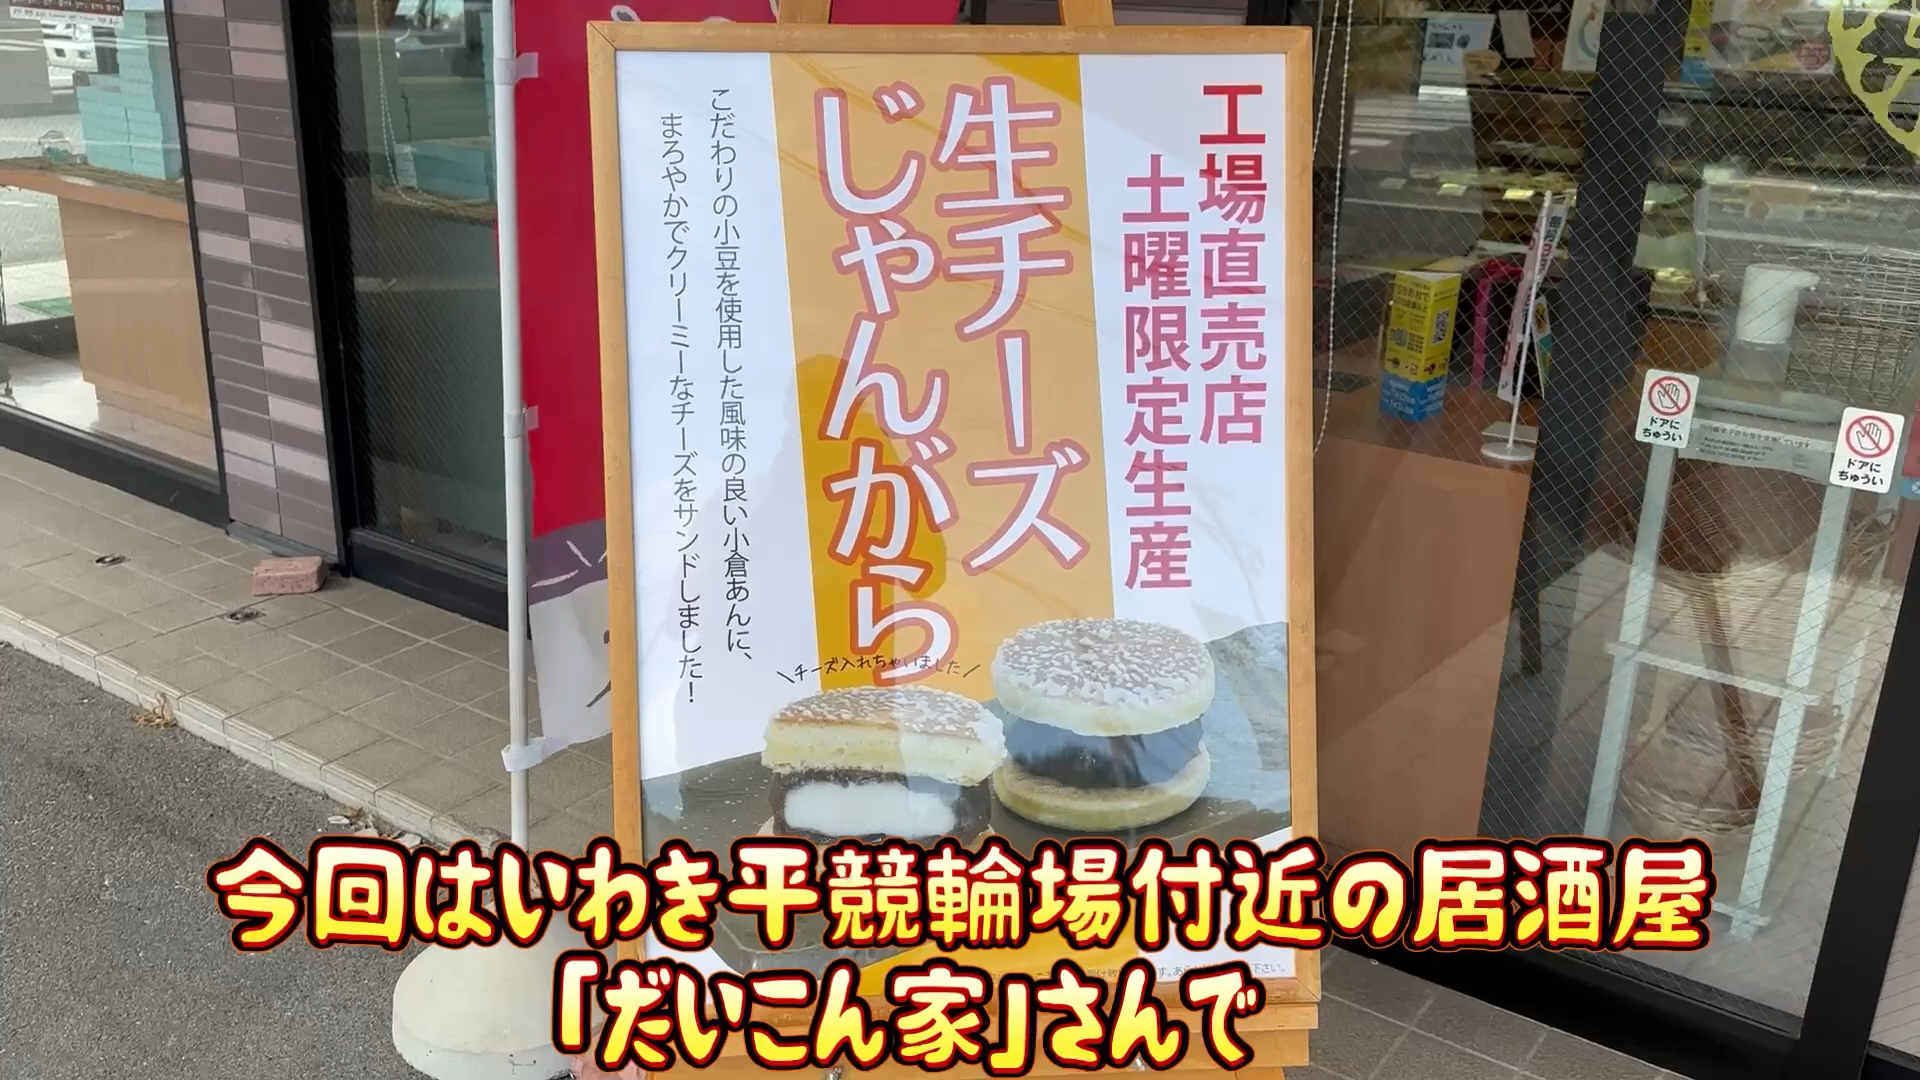 工場直売店
土曜限定生産
生チーズ
じゃんがら
こだわりの小豆を使用した風味の良い小倉あんに、
まろやかでクリーミーなチーズをサンドしました!
\チーズ入れちゃいました/
ドアに
ちゅうい
ドアに
ちゅうい
今回はいわき平競輪場付近の居酒屋
「だいこん家」さんで